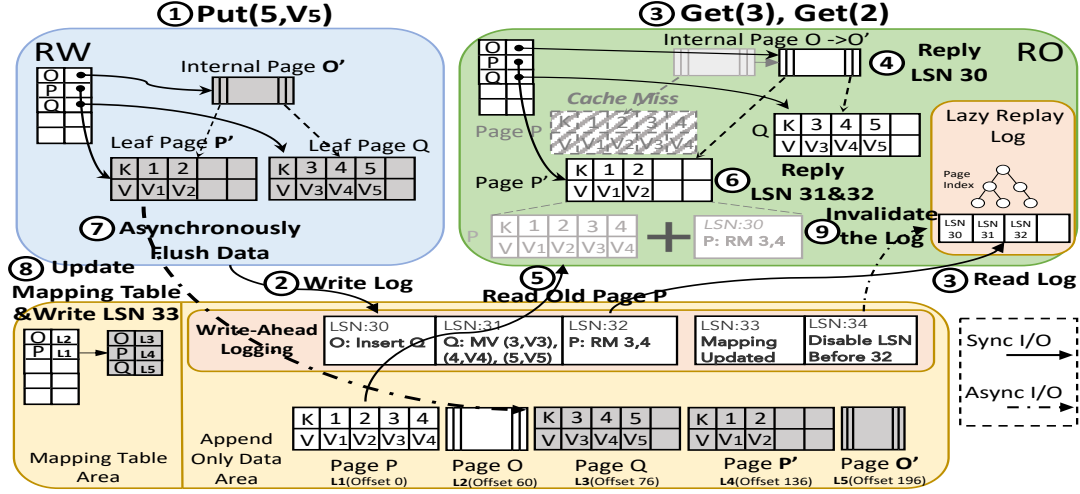 ① Put(5,V5)
③ Get(3), Get(2)
RW
O
P
Q
Internal Page O'
Leaf Page P'
K 1 2
V V1 V2
Leaf Page Q
K 3 4 5
V V3 V4 V5
⑦ Asynchronously
Flush Data
Internal Page O ->O'
RO
O
P
Q
④ Reply
LSN 30
Cache Miss
Page P
K 1 2 3 4
V V1 V2 V3 V4
Q
K 3 4 5
V V3 V4 V5
Page P'
K 1 2
V V1 V2
⑥ Reply
LSN 31&32
P
K 1 2 3 4
V V1 V2 V3 V4
+
LSN:30
P: RM 3,4
⑨ Invalidate
the Log
Lazy Replay
Log
Page
Index
LSN 30
LSN 31
LSN 32
⑧ Update
Mapping Table
&Write LSN 33
② Write Log
⑤
Read Old Page P
③ Read Log
O L2
P L1
O L3
P L4
Q L5
Mapping Table
Area
Write-Ahead
Logging
LSN:30
O: Insert Q
LSN:31
Q: MV (3,V3),
(4,V4), (5,V5)
LSN:32
P: RM 3,4
LSN:33
Mapping
Updated
LSN:34
Disable LSN
Before 32
Append
Only Data
Area
K 1 2 3 4
V V1 V2 V3 V4
Page P
L1(Offset 0)
Page O
L2(Offset 60)
K 3 4 5
V V3 V4 V5
Page Q
L3(Offset 76)
K 1 2
V V1 V2
Page P'
L4(Offset 136)
Page O'
L5(Offset 196)
Sync I/O
Async I/O